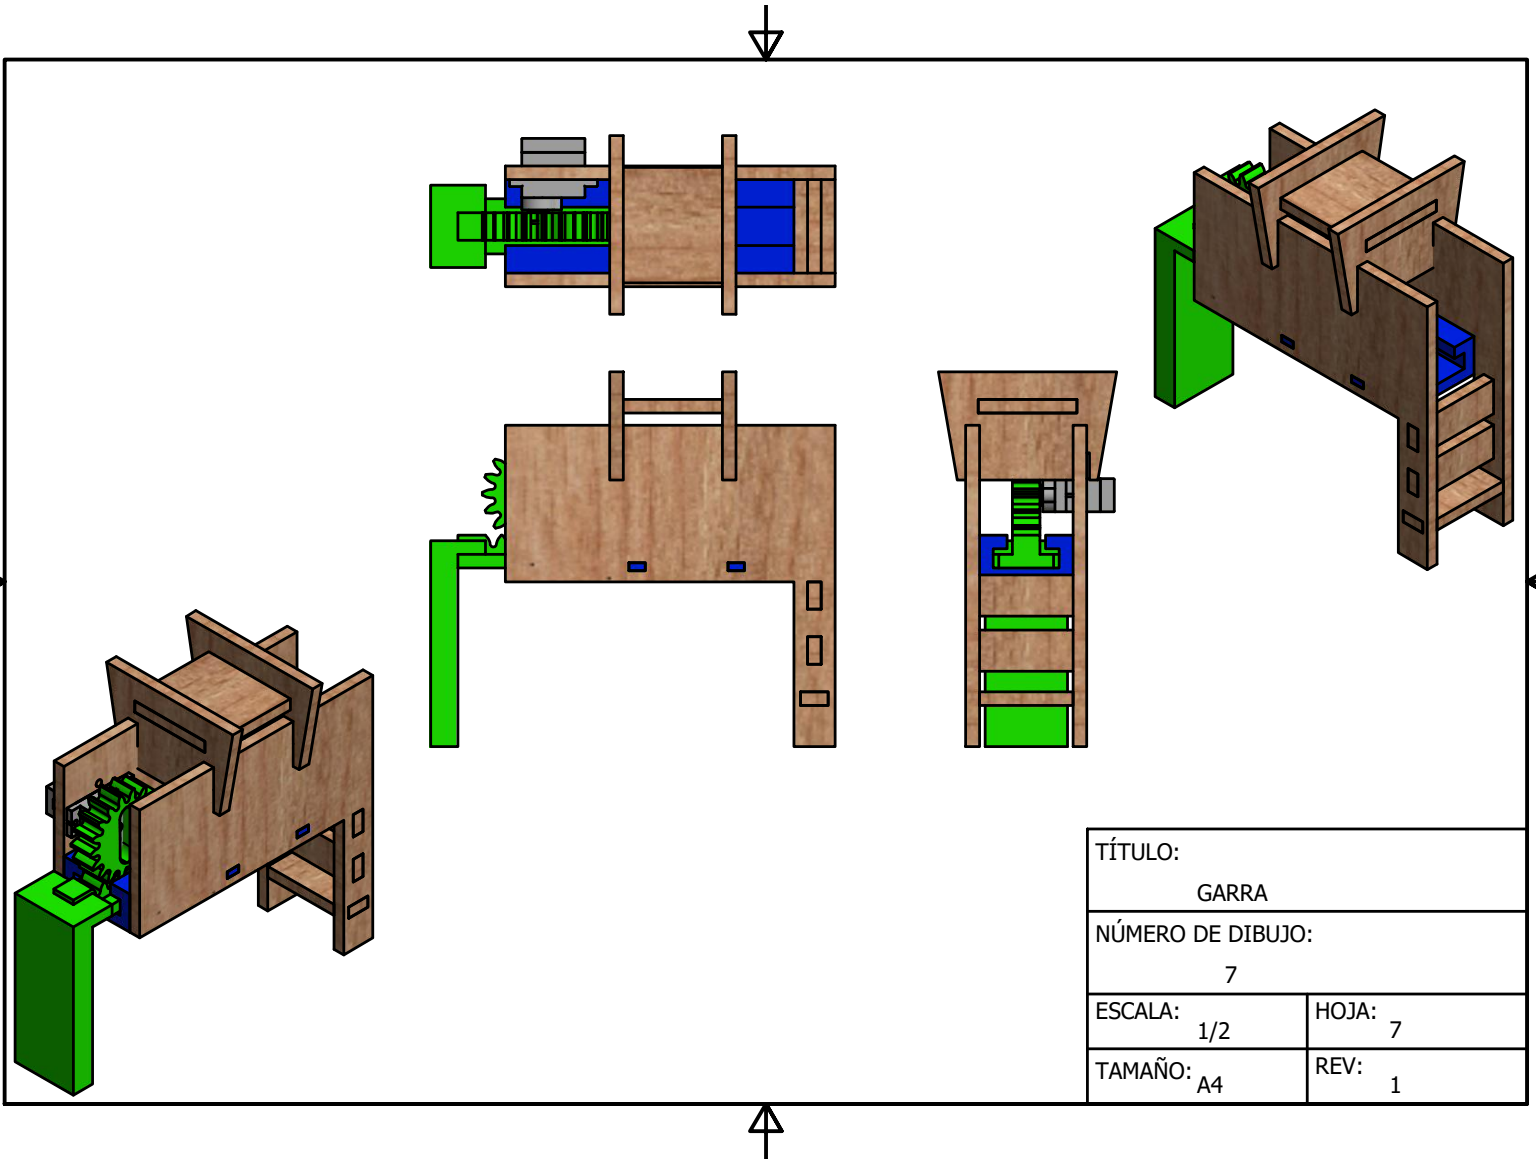 TÍTULO:
GARRA
NÚMERO DE DIBUJO:
7
ESCALA: 1/2
HOJA: 7
TAMAÑO: A4
REV: 1